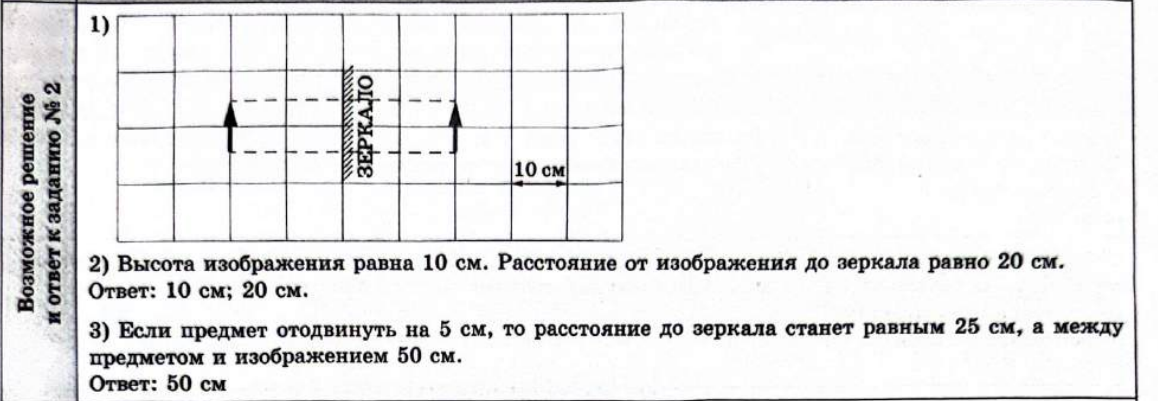 Возможное решение
и ответ к заданию № 2
1)
ЗЕРКАЛО
10 см
2) Высота изображения равна 10 см. Расстояние от изображения до зеркала равно 20 см.
Ответ: 10 см; 20 см.
3) Если предмет отодвинуть на 5 см, то расстояние до зеркала станет равным 25 см, а между
предметом и изображением 50 см.
Ответ: 50 см